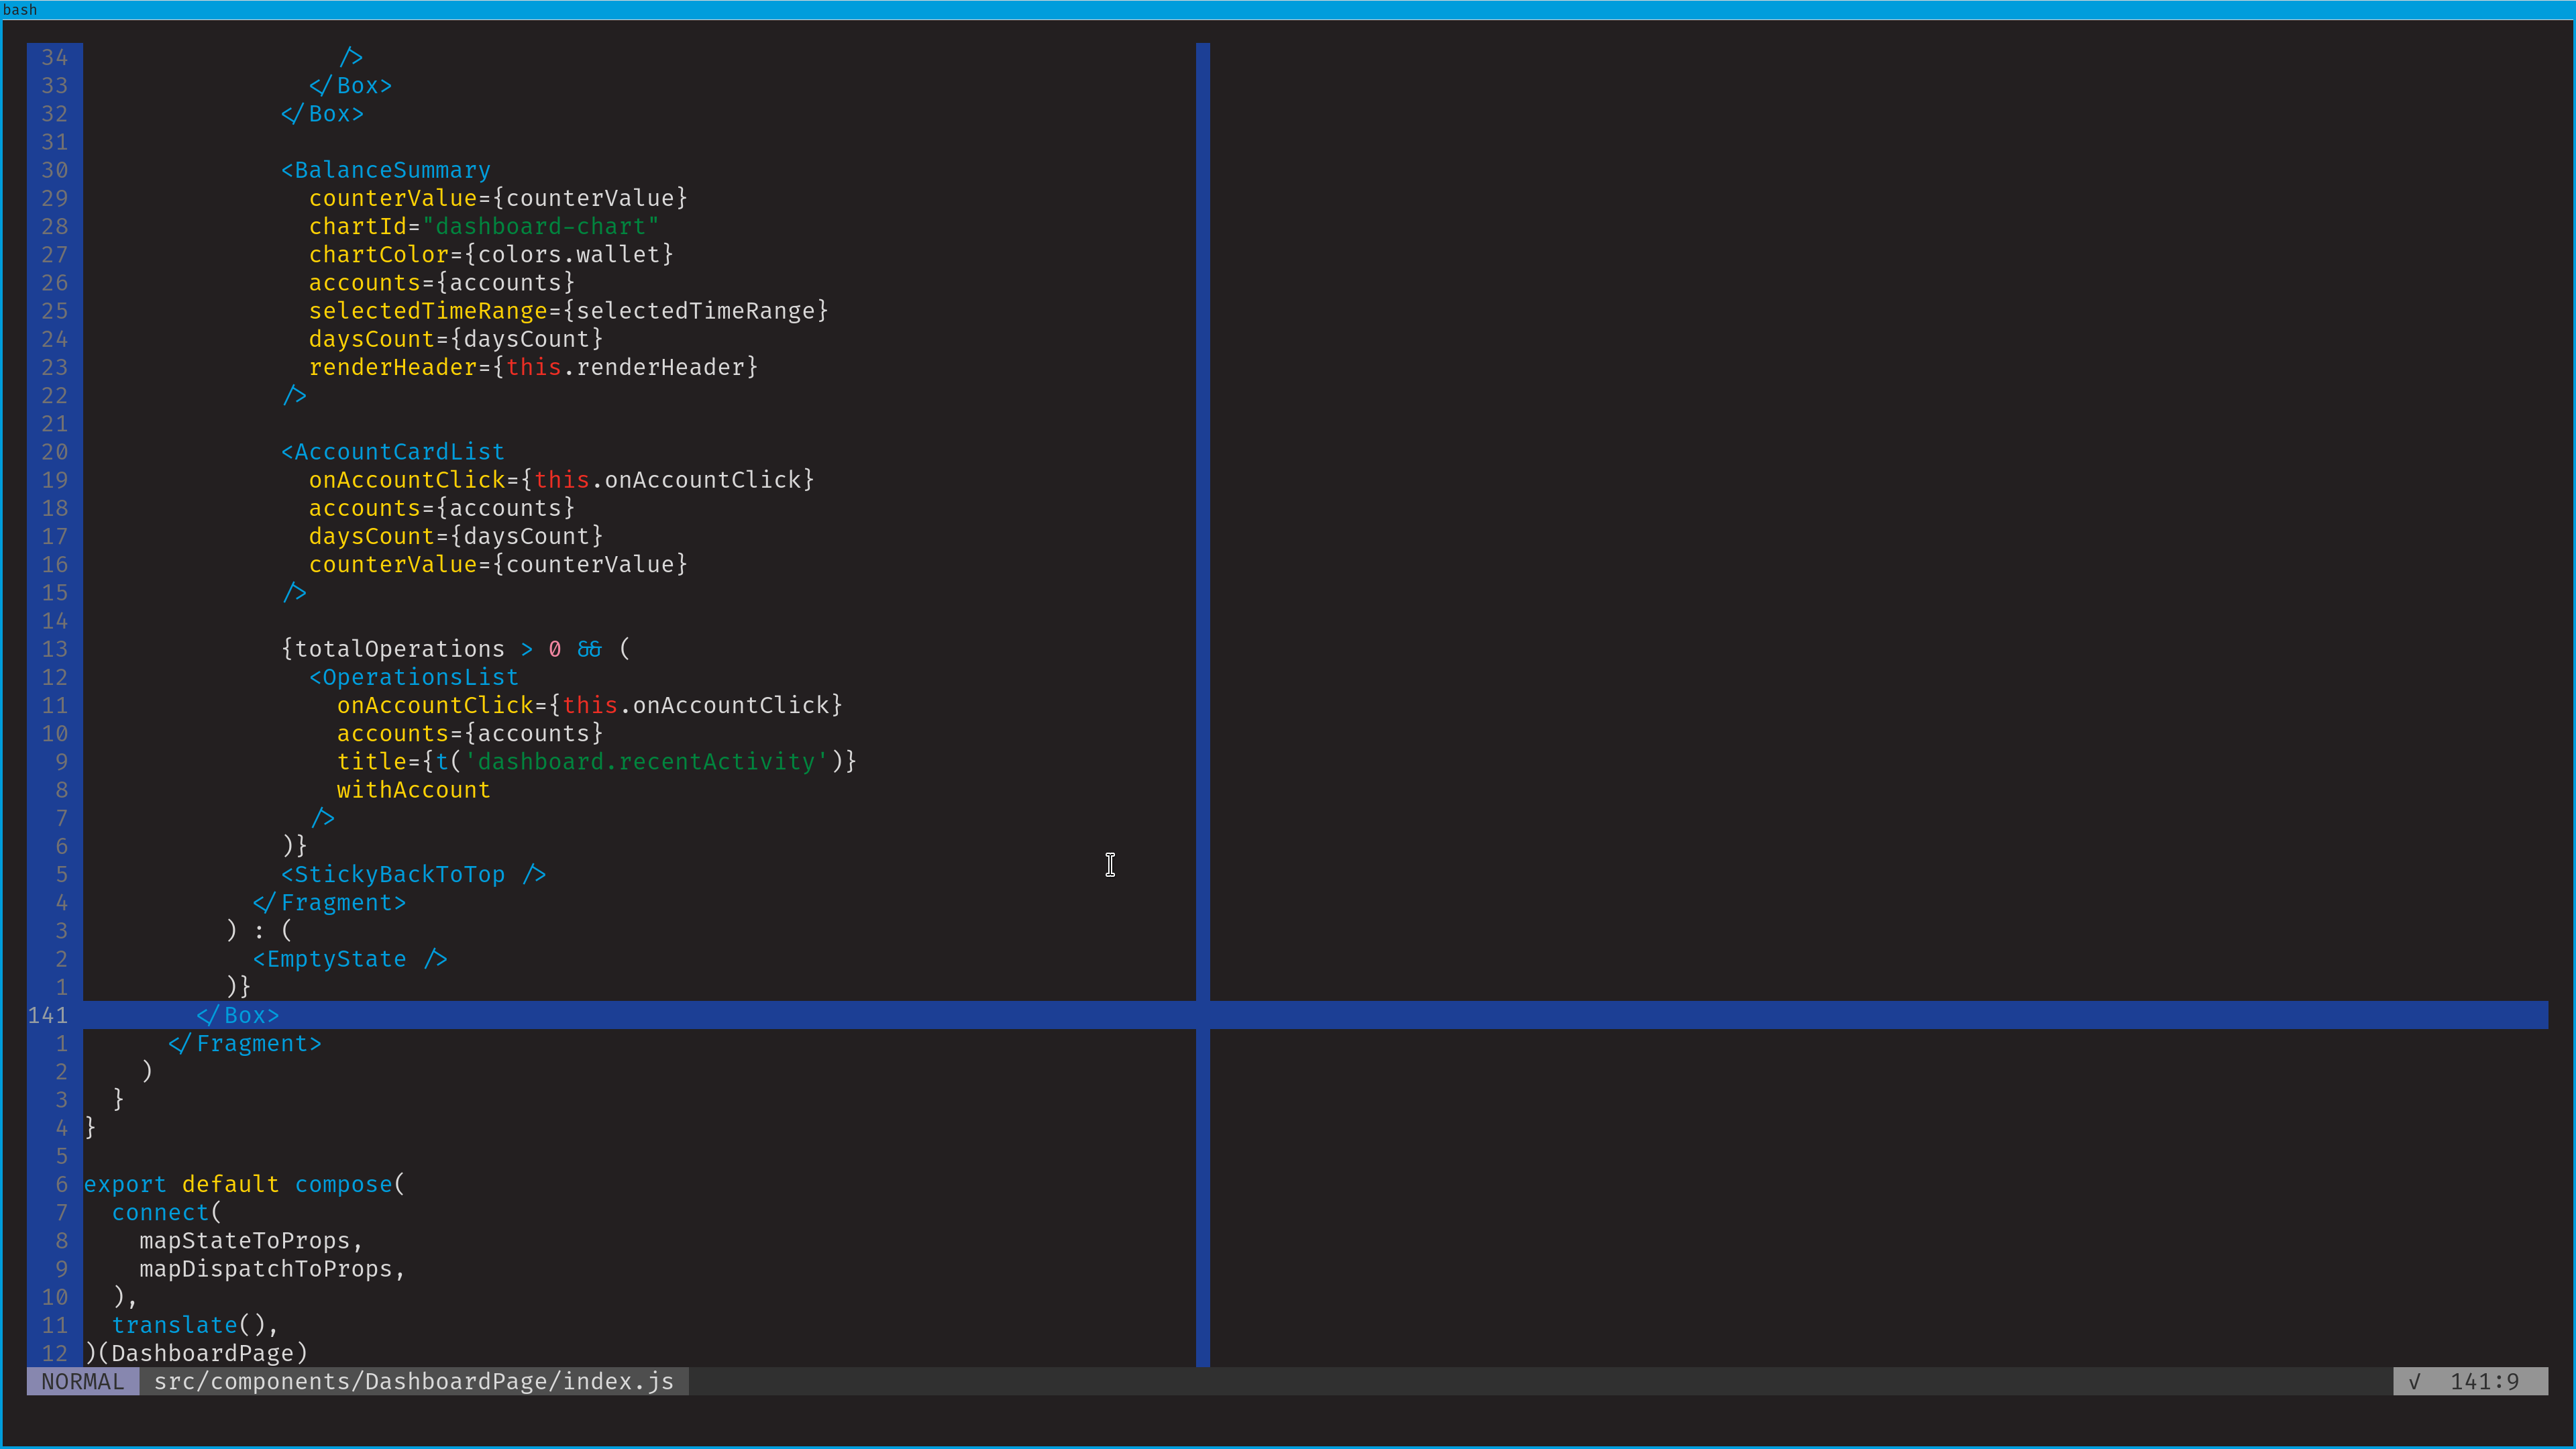 bash
34                   />
33                 </Box>
32               </Box>
31
30               <BalanceSummary
29                 counterValue={counterValue}
28                 chartId="dashboard-chart"
27                 chartColor={colors.wallet}
26                 accounts={accounts}
25                 selectedTimeRange={selectedTimeRange}
24                 daysCount={daysCount}
23                 renderHeader={this.renderHeader}
22               />
21
20               <AccountCardList
19                 onAccountClick={this.onAccountClick}
18                 accounts={accounts}
17                 daysCount={daysCount}
16                 counterValue={counterValue}
15               />
14
13               {totalOperations > 0 && (
12                 <OperationsList
11                   onAccountClick={this.onAccountClick}
10                   accounts={accounts}
9                   title={t('dashboard.recentActivity')}
8                   withAccount
7                 />
6               )}
5               <StickyBackToTop />
4             </Fragment>
3           ) : (
2             <EmptyState />
1           )}
141         </Box>
1       </Fragment>
2     )
3   }
4 }
5
6 export default compose(
7   connect(
8     mapStateToProps,
9     mapDispatchToProps,
10   ),
11   translate(),
12 )(DashboardPage)
NORMAL src/components/DashboardPage/index.js √ 141:9